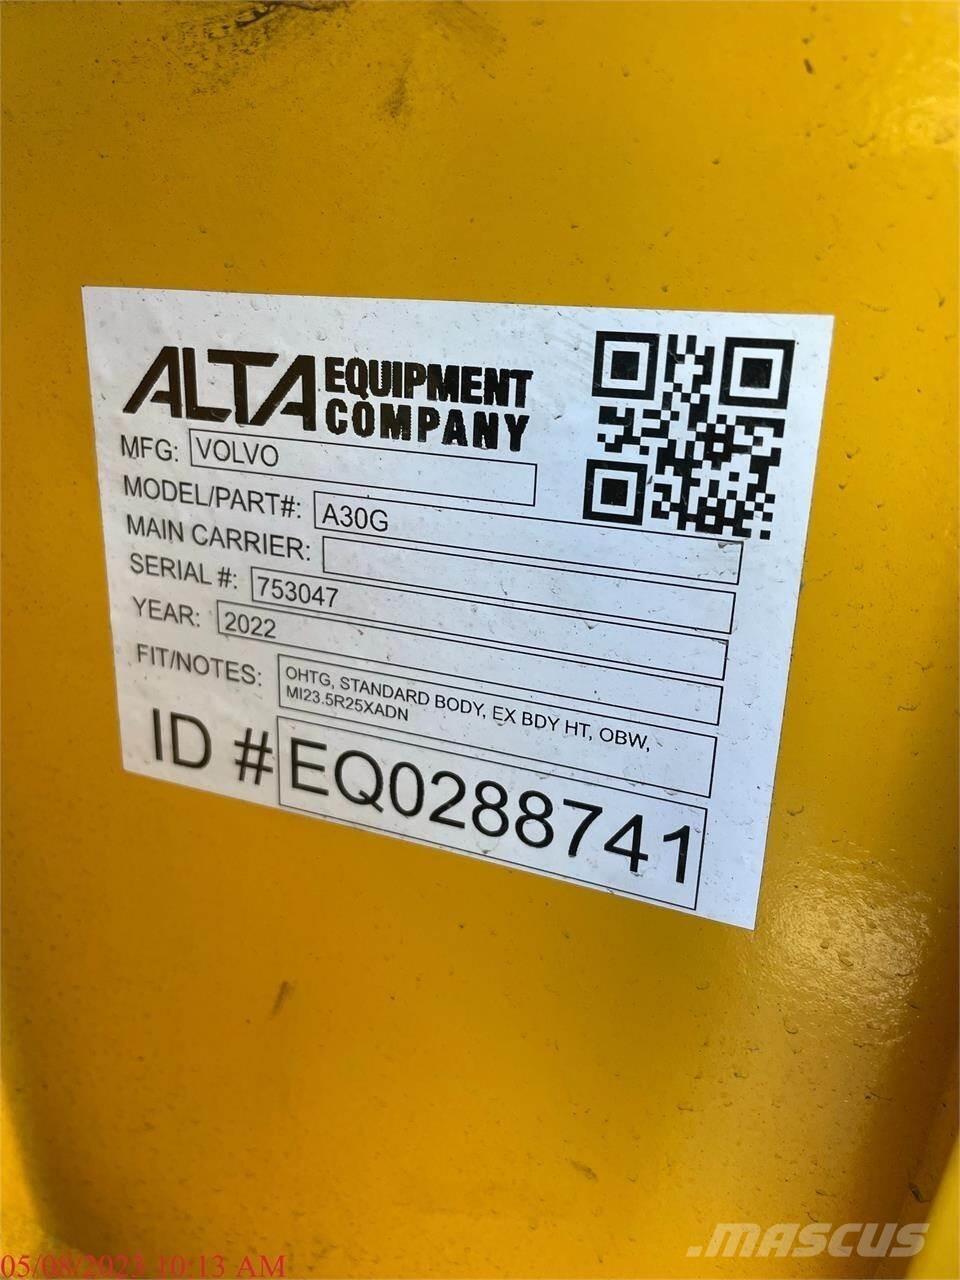 ALTA EQUIPMENT
COMPANY
MFG: VOLVO
MODEL/PART#: A30G
MAIN CARRIER:
SERIAL #: 753047
YEAR: 2022
FIT/NOTES: OHTG, STANDARD BODY, EX BDY HT, OBW,
MI23.5R25XADN
ID # EQ0288741
05/08/2023 10:13 AM
.MASCUS